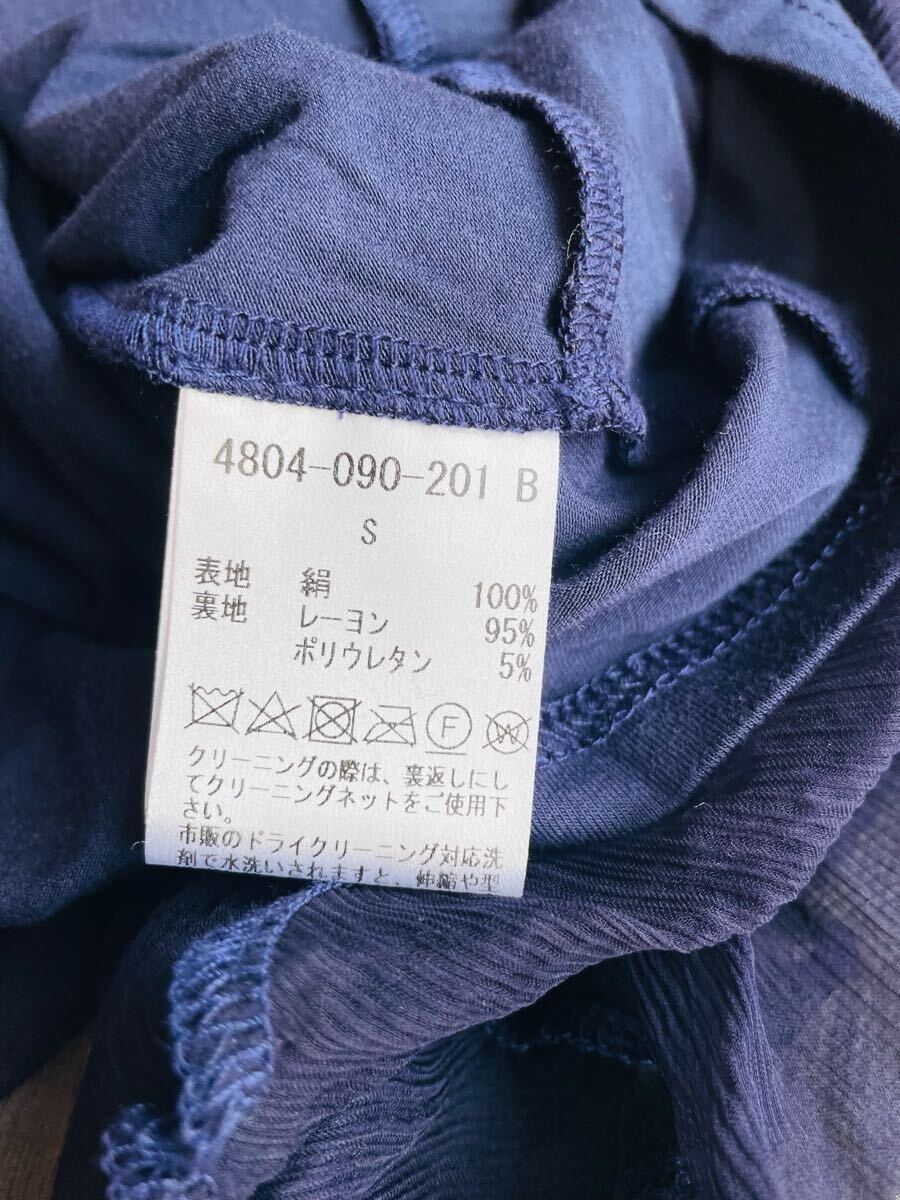 4804-090-201 B
S
表地 絹 100%
裏地 レーヨン 95%
ポリウレタン 5%
F W
クリーニングの際は、裏返しにし
てクリーニングネットをご使用下
さい。
市販のドライクリーニング対応洗
剤で水洗いされますと、伸縮や型